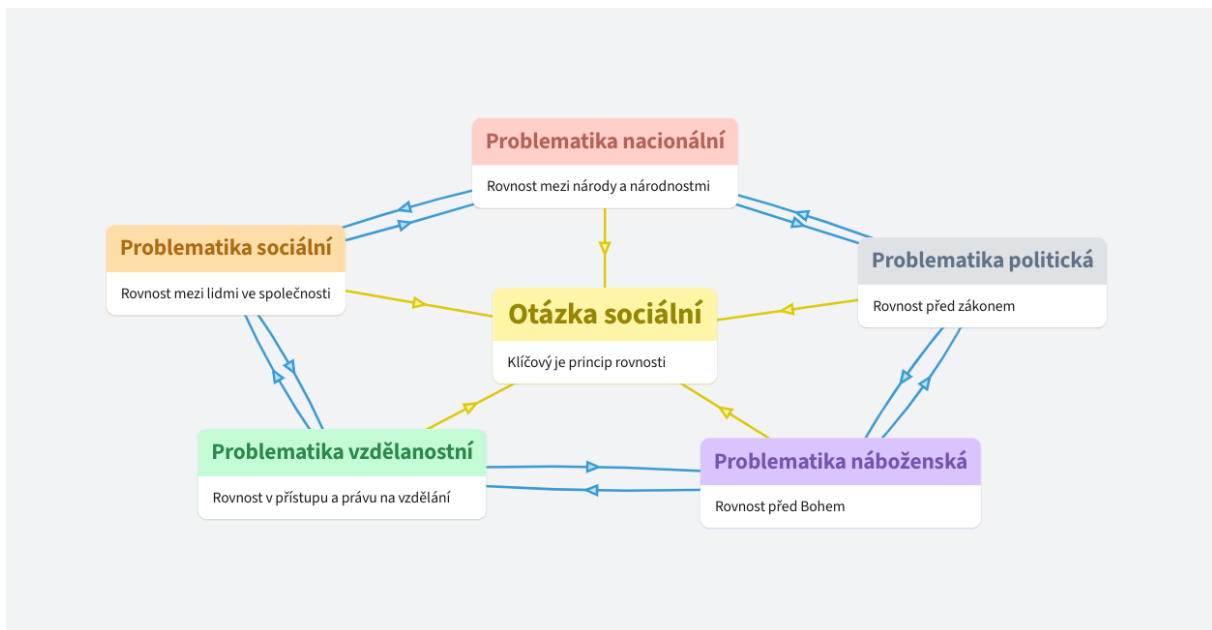 Problematika nacionální
Rovnost mezi národy a národnostmi
Problematika sociální
Rovnost mezi lidmi ve společnosti
Problematika politická
Rovnost před zákonem
Otázka sociální
Klíčový je princip rovnosti
Problematika vzdělanostní
Rovnost v přístupu a právu na vzdělání
Problematika náboženská
Rovnost před Bohem